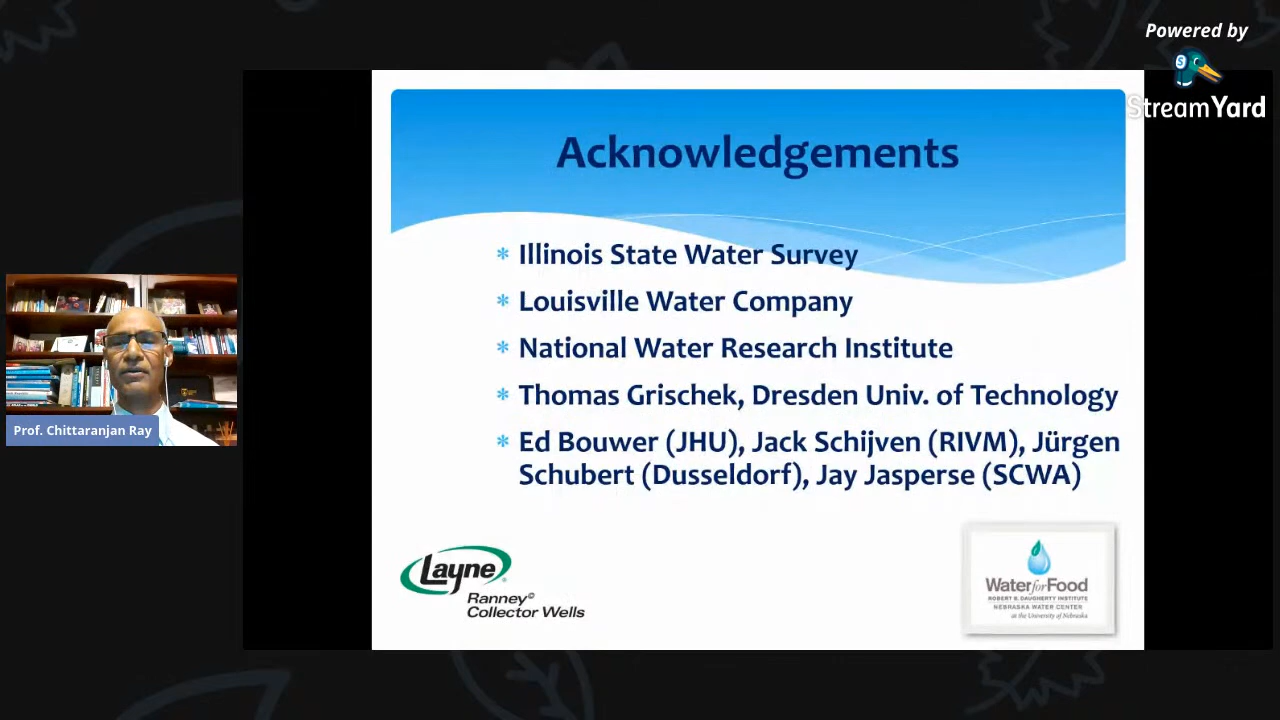 Powered by
StreamYard
Acknowledgements
* Illinois State Water Survey
* Louisville Water Company
* National Water Research Institute
* Thomas Grischek, Dresden Univ. of Technology
* Ed Bouwer (JHU), Jack Schijven (RIVM), Jürgen
Schubert (Dusseldorf), Jay Jasperse (SCWA)
Prof. Chittaranjan Ray
Layne
Ranney©
Collector Wells
Water for Food
ROBERT B. DAUGHERTY INSTITUTE
NEBRASKA WATER CENTER
at the University of Nebraska